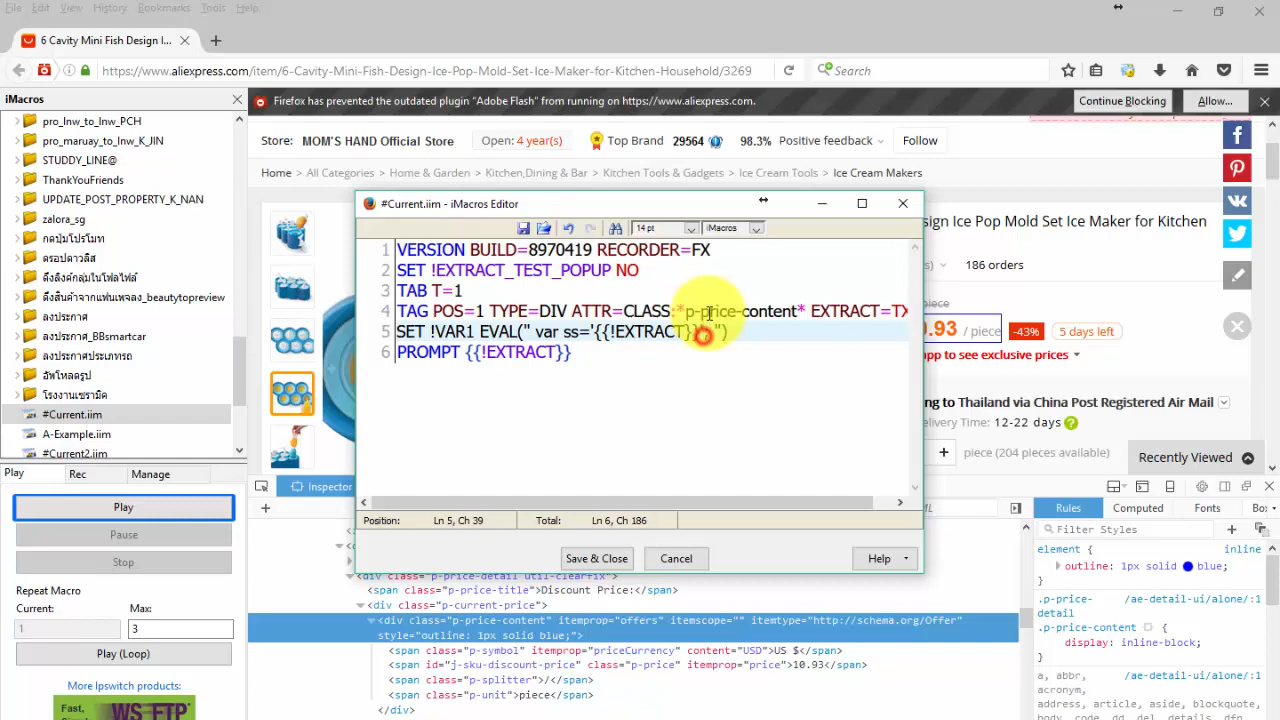 File Edit View History Bookmarks Tools Help
6 Cavity Mini Fish Design I...
https://www.aliexpress.com/item/6-Cavity-Mini-Fish-Design-Ice-Pop-Mold-Set-Ice-Maker-for-Kitchen-Household/3269
Search
iMacros
Firefox has prevented the outdated plugin "Adobe Flash" from running on https://www.aliexpress.com.
Continue Blocking
Allow...
pro_lnw_to_lnw_PCH
pro_maruay_to_lnw_K_JIN
STUDDY_LINE@
ThankYouFriends
UPDATE_POST_PROPERTY_K_NAN
zalora_sg
กดปุ่มโปรโมท
ดรอปดาวลิส
ดึงลิงค์กลุ่มในโฟลไลด์
ดึงสินค้าจากแฟนเพลจง_beautytopreview
ลงประกาศ
ลงประกาศ_BBsmartcar
ลงประกาศประเภทรถ
อัพโหลดรูป
โรงงานเซรามิค
#Current.iim
A-Example.iim
#Current2.iim
Play Rec Manage
Play
Pause
Stop
Repeat Macro
Current: Max:
1 3
Play (Loop)
More Ipswitch products:
Fast,
WS_FTP
Store: MOM'S HAND Official Store Open: 4 year(s) Top Brand 29564 98.3% Positive feedback Follow
Home > All Categories > Home & Garden > Kitchen,Dining & Bar > Kitchen Tools & Gadgets > Ice Cream Tools > Ice Cream Makers
sign Ice Pop Mold Set Ice Maker for Kitchen
s) 186 orders
piece
0.93 / piece -43% 5 days left
pp to see exclusive prices
ng to Thailand via China Post Registered Air Mail
Delivery Time: 12-22 days
+ piece (204 pieces available)
Recently Viewed
#Current.iim - iMacros Editor
14 pt iMacros
1 VERSION BUILD=8970419 RECORDER=FX
2 SET !EXTRACT_TEST_POPUP NO
3 TAB T=1
4 TAG POS=1 TYPE=DIV ATTR=CLASS:*p-price-content* EXTRACT=TX
5 SET !VAR1 EVAL(" var ss='{{!EXTRACT}}
6 PROMPT {{!EXTRACT}}
Position: Ln 5, Ch 39 Total: Ln 6, Ch 186
Save & Close Cancel Help
Inspector
<div class="p-price-detail util-clearfix">
<span class="p-price-title">Discount Price:</span>
<div class="p-current-price">
<div class="p-price-content" itemprop="offers" itemscope="" itemtype="http://schema.org/Offer"
style="outline: 1px solid blue;">
<span class="p-symbol" itemprop="priceCurrency" content="USD">US $</span>
<span id="j-sku-discount-price" class="p-price" itemprop="price">10.93</span>
<span class="p-splitter">/</span>
<span class="p-unit">piece</span>
</div>
Rules Computed Fonts Bo
Filter Styles
element { inline
outline: 1px solid blue;
}
.p-price- /ae-detail-ui/alone/:1
detail
.p-price-content {
display: inline-block;
}
a, abbr, /ae-detail-ui/alone/:1
acronym,
address, article, aside, blockquote,
body, code, dd, del, details, dfn,